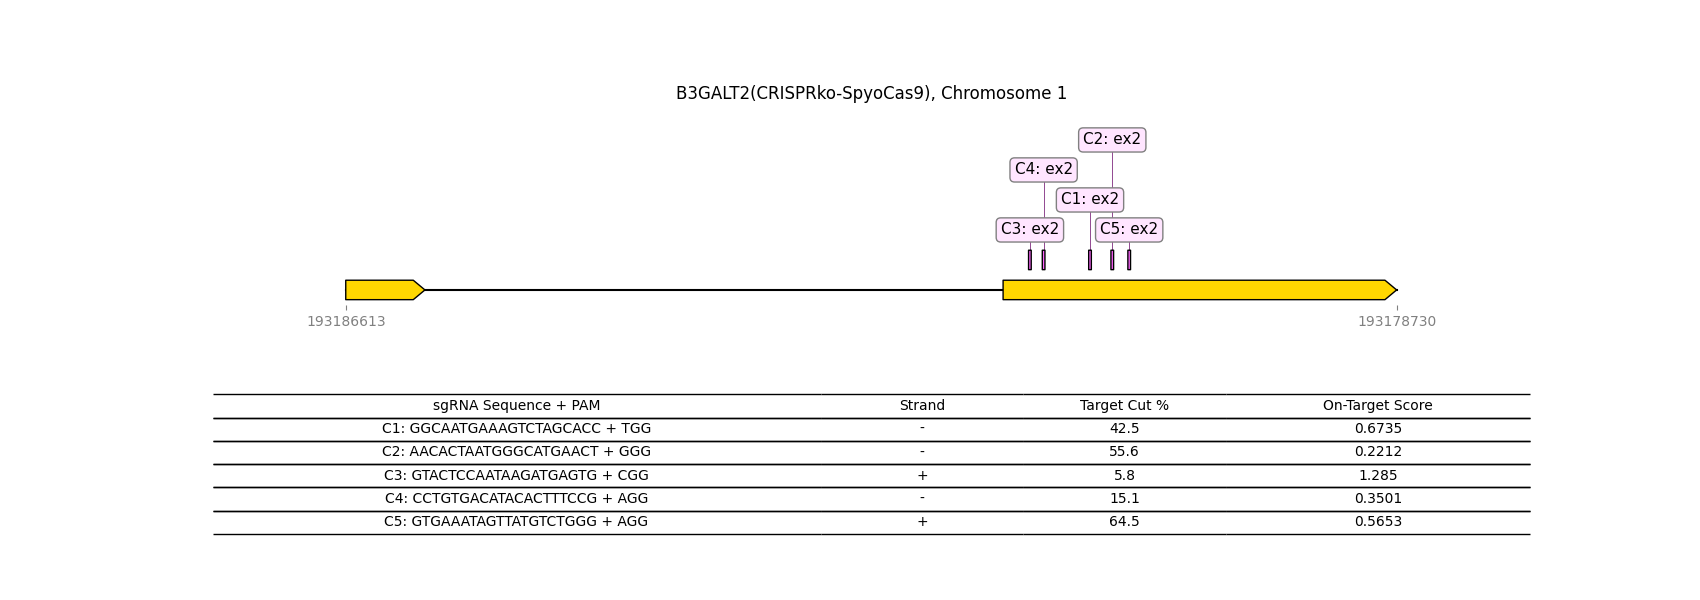 B3GALT2(CRISPRko-SpyoCas9), Chromosome 1
C2: ex2
C4: ex2
C1: ex2
C3: ex2 C5: ex2
193186613 193178730
sgRNA Sequence + PAM Strand Target Cut % On-Target Score
C1: GGCAATGAAAGTCTAGCACC + TGG - 42.5 0.6735
C2: AACACTAATGGGCATGAACT + GGG - 55.6 0.2212
C3: GTACTCCAATAAGATGAGTG + CGG + 5.8 1.285
C4: CCTGTGACATACACTTTCCG + AGG - 15.1 0.3501
C5: GTGAAATAGTTATGTCTGGG + AGG + 64.5 0.5653